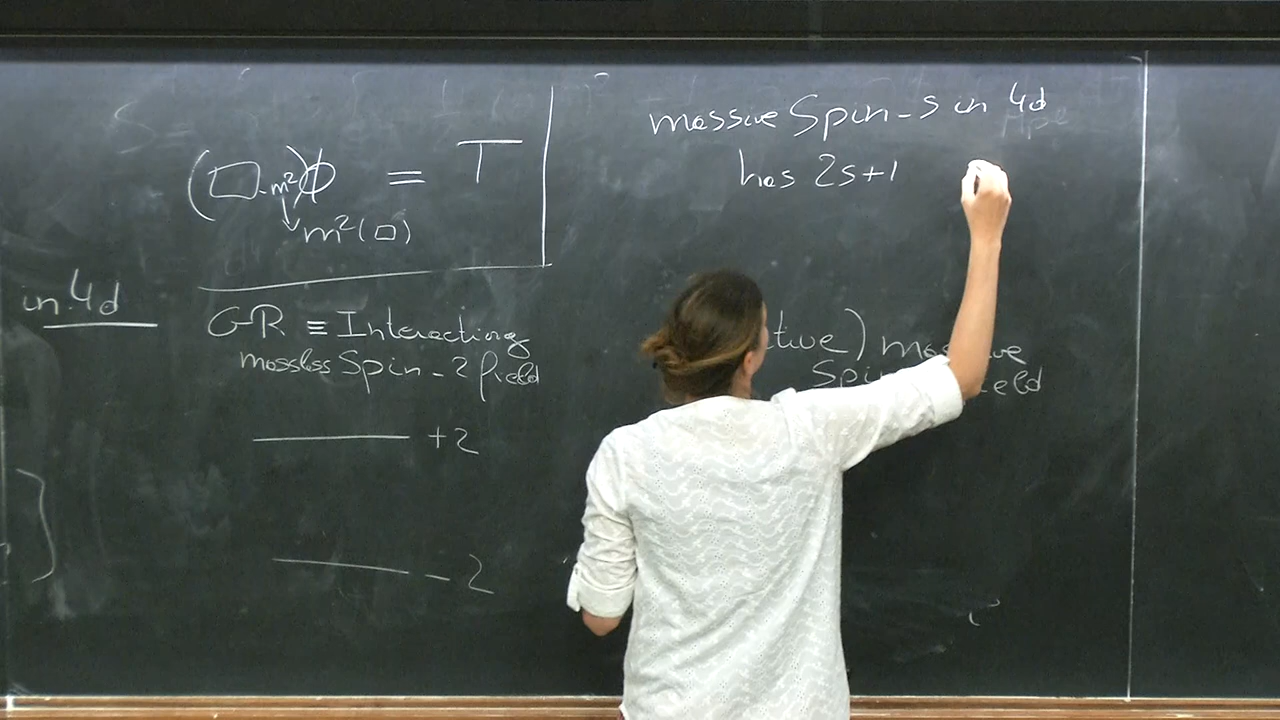 (□-m²)ϕ = T
m²(□)
in 4d
GR ≡ Interacting
massless Spin-2 field
+2
-2
massive Spin-s in 4d
has 2s+1
tive) massive
Spin
ield